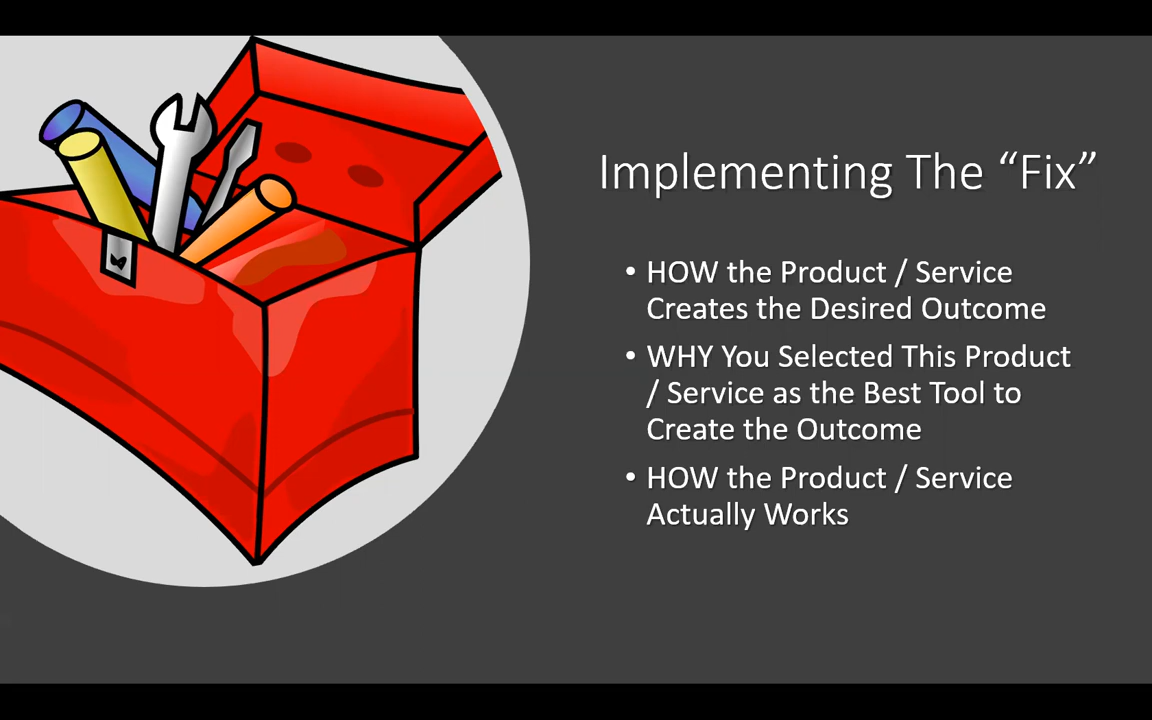 Implementing The “Fix”
• HOW the Product / Service
Creates the Desired Outcome
• WHY You Selected This Product
/ Service as the Best Tool to
Create the Outcome
• HOW the Product / Service
Actually Works